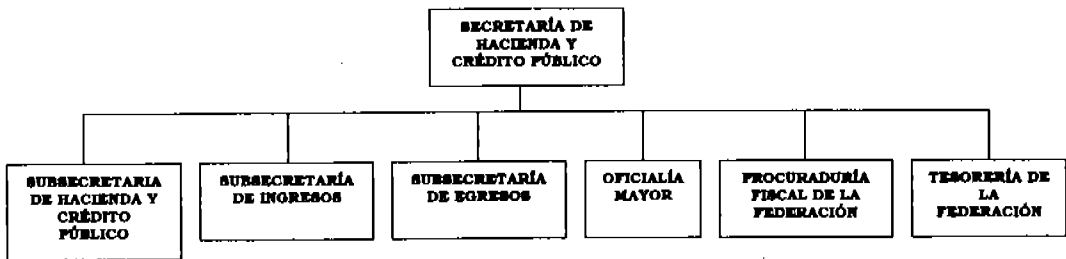 SECRETARÍA DE
HACIENDA Y
CRÉDITO PÚBLICO
SUBSECRETARIA
DE HACIENDA Y
CRÉDITO
PÚBLICO
SUBSECRETARÍA
DE INGRESOS
SUBSECRETARÍA
DE EGRESOS
OFICIALÍA
MAYOR
PROCURADURÍA
FISCAL DE LA
FEDERACIÓN
TESORERÍA DE
LA
FEDERACIÓN